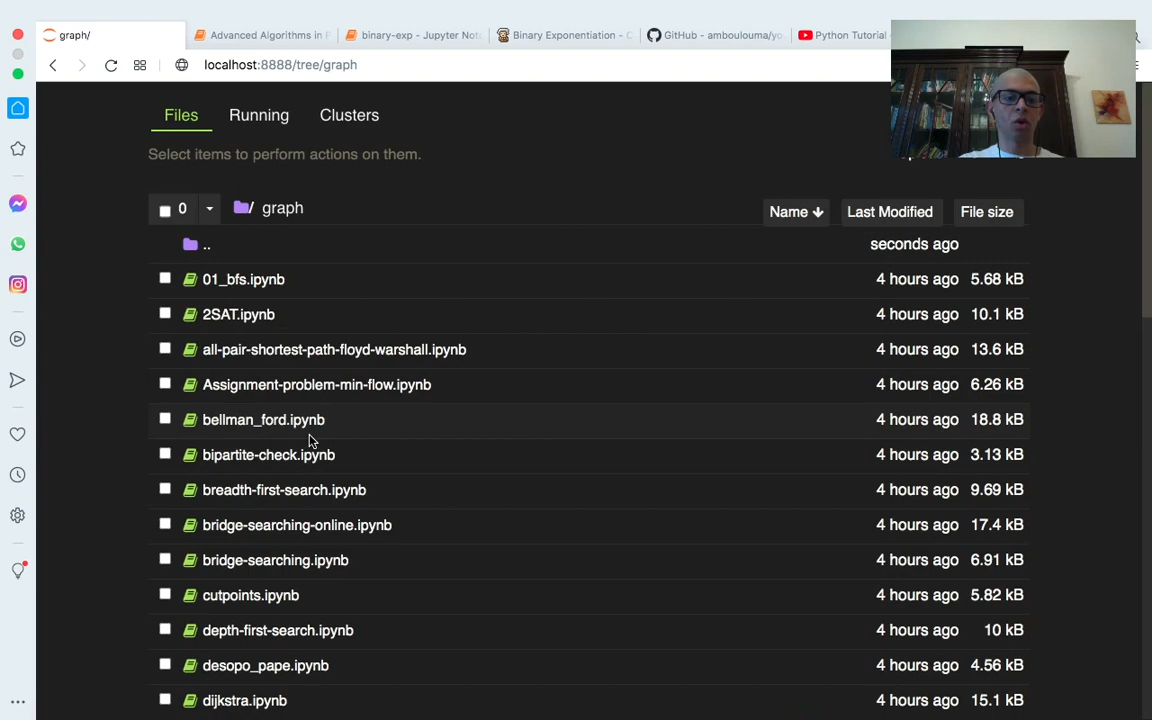 graph/
Advanced Algorithms in P
binary-exp - Jupyter Note
Binary Exponentiation - C
GitHub - amboulouma/yo
Python Tutorial -
localhost:8888/tree/graph
Files
Running
Clusters
Select items to perform actions on them.
0
/ graph
Name
Last Modified
File size
..
seconds ago
01_bfs.ipynb
4 hours ago
5.68 kB
2SAT.ipynb
4 hours ago
10.1 kB
all-pair-shortest-path-floyd-warshall.ipynb
4 hours ago
13.6 kB
Assignment-problem-min-flow.ipynb
4 hours ago
6.26 kB
bellman_ford.ipynb
4 hours ago
18.8 kB
bipartite-check.ipynb
4 hours ago
3.13 kB
breadth-first-search.ipynb
4 hours ago
9.69 kB
bridge-searching-online.ipynb
4 hours ago
17.4 kB
bridge-searching.ipynb
4 hours ago
6.91 kB
cutpoints.ipynb
4 hours ago
5.82 kB
depth-first-search.ipynb
4 hours ago
10 kB
desopo_pape.ipynb
4 hours ago
4.56 kB
dijkstra.ipynb
4 hours ago
15.1 kB